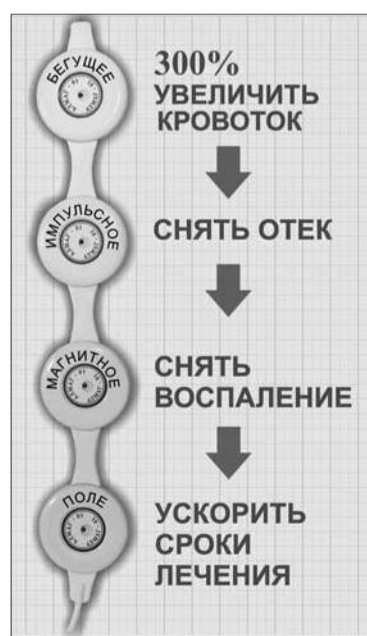 БЕГУЩЕЕ
300%
УВЕЛИЧИТЬ
КРОВОТОК
ИМПУЛЬСНОЕ
СНЯТЬ ОТЕК
МАГНИТНОЕ
СНЯТЬ
ВОСПАЛЕНИЕ
ПОЛЕ
УСКОРИТЬ
СРОКИ
ЛЕЧЕНИЯ